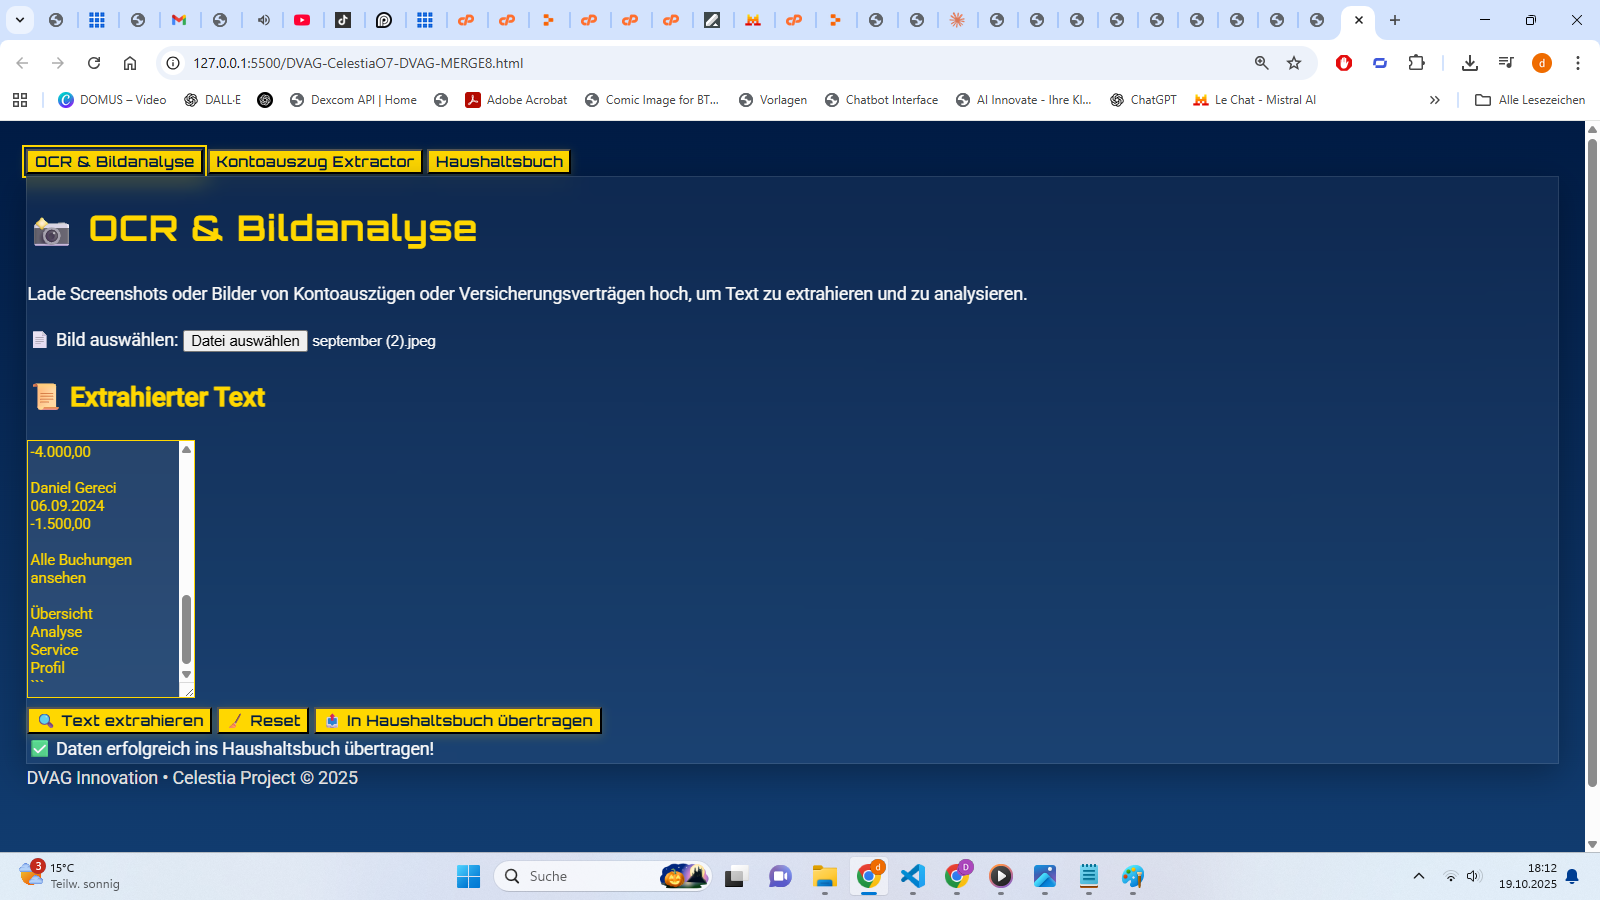 127.0.0.1:5500/DVAG-CelestiaO7-DVAG-MERGE8.html
d
DOMUS – Video
DALL·E
Dexcom API | Home
Adobe Acrobat
Comic Image for BT...
Vorlagen
Chatbot Interface
AI Innovate - Ihre KI...
ChatGPT
Le Chat - Mistral AI
Alle Lesezeichen
OCR & Bildanalyse
Kontoauszug Extractor
Haushaltsbuch
OCR & Bildanalyse
Lade Screenshots oder Bilder von Kontoauszügen oder Versicherungsverträgen hoch, um Text zu extrahieren und zu analysieren.
Bild auswählen: Datei auswählen september (2).jpeg
Extrahierter Text
-4.000,00
Daniel Gereci
06.09.2024
-1.500,00
Alle Buchungen
ansehen
Übersicht
Analyse
Service
Profil
```
Text extrahieren
Reset
In Haushaltsbuch übertragen
Daten erfolgreich ins Haushaltsbuch übertragen!
DVAG Innovation • Celestia Project © 2025
3
15°C
Teilw. sonnig
Suche
d
D
18:12
19.10.2025